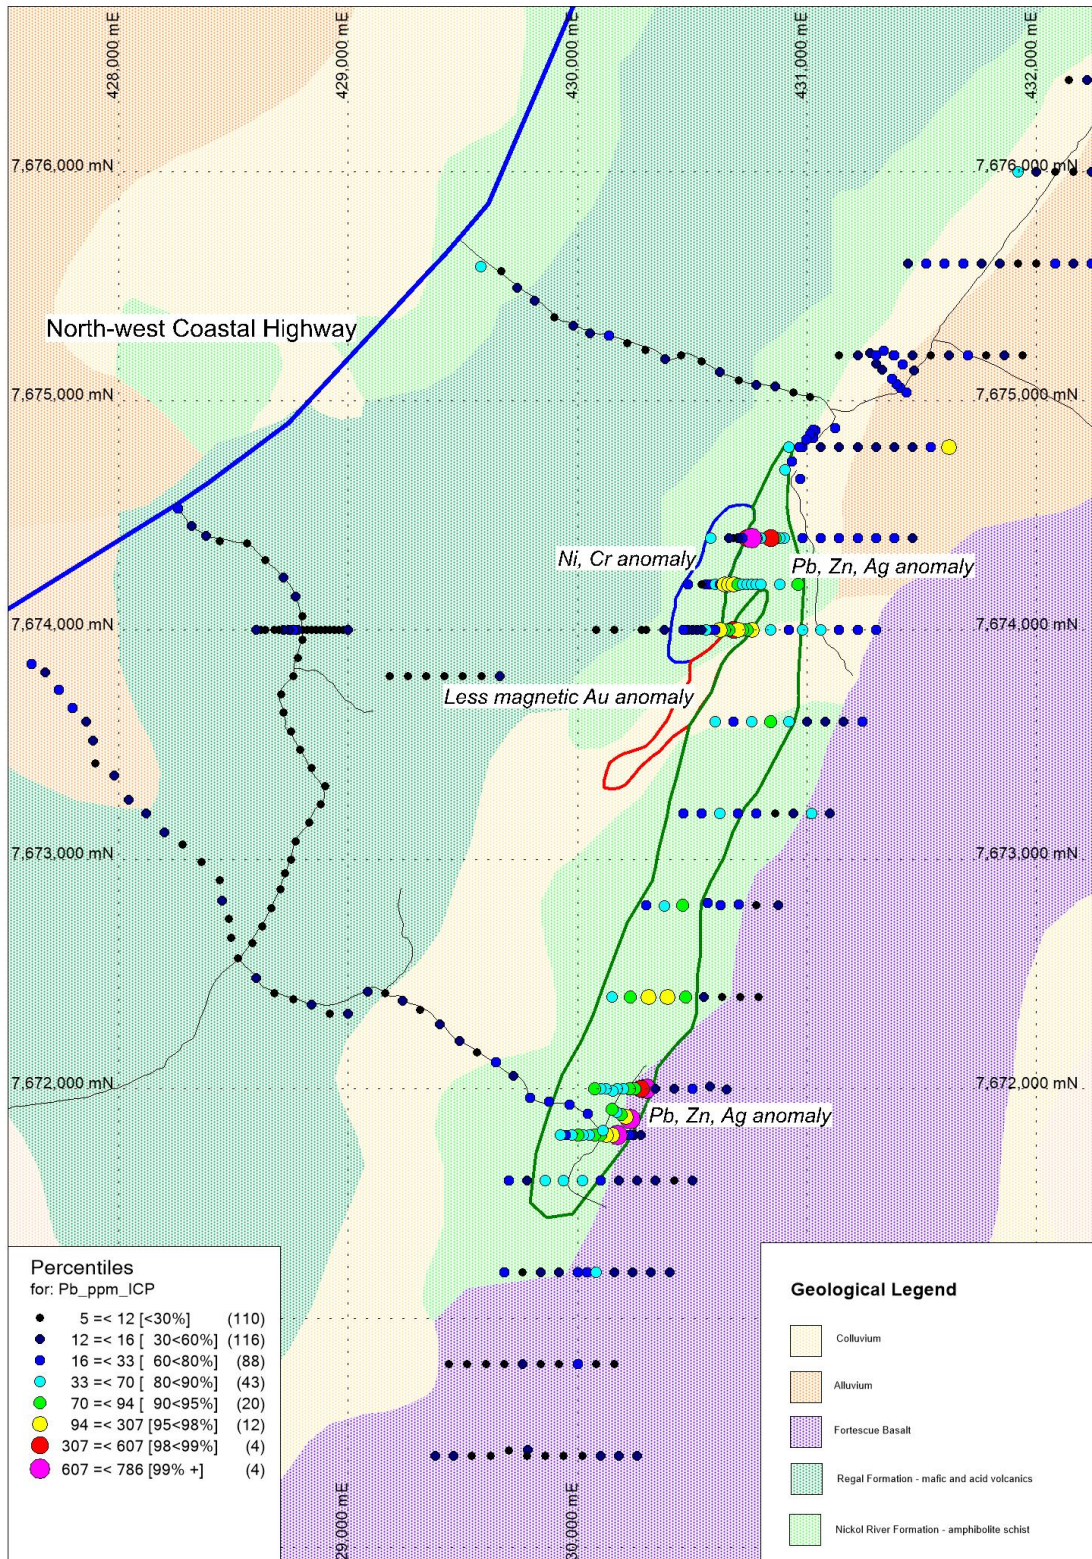 428,000 mE
429,000 mE
430,000 mE
431,000 mE
432,000 mE
7,676,000 mN
7,676,000 mN
North-west Coastal Highway
7,675,000 mN
7,675,000 mN
Ni, Cr anomaly
Pb, Zn, Ag anomaly
7,674,000 mN
7,674,000 mN
Less magnetic Au anomaly
7,673,000 mN
7,673,000 mN
7,672,000 mN
7,672,000 mN
Pb, Zn, Ag anomaly
Percentiles
for: Pb_ppm_ICP
5 =< 12 [<30%] (110)
12 =< 16 [ 30<60%] (116)
16 =< 33 [ 60<80%] (88)
33 =< 70 [ 80<90%] (43)
70 =< 94 [ 90<95%] (20)
94 =< 307 [95<98%] (12)
307 =< 607 [98<99%] (4)
607 =< 786 [99% +] (4)
29,000 mE
30,000 mE
Geological Legend
Colluvium
Alluvium
Fortescue Basalt
Regal Formation - mafic and acid volcanics
Nickol River Formation - amphibolite schist